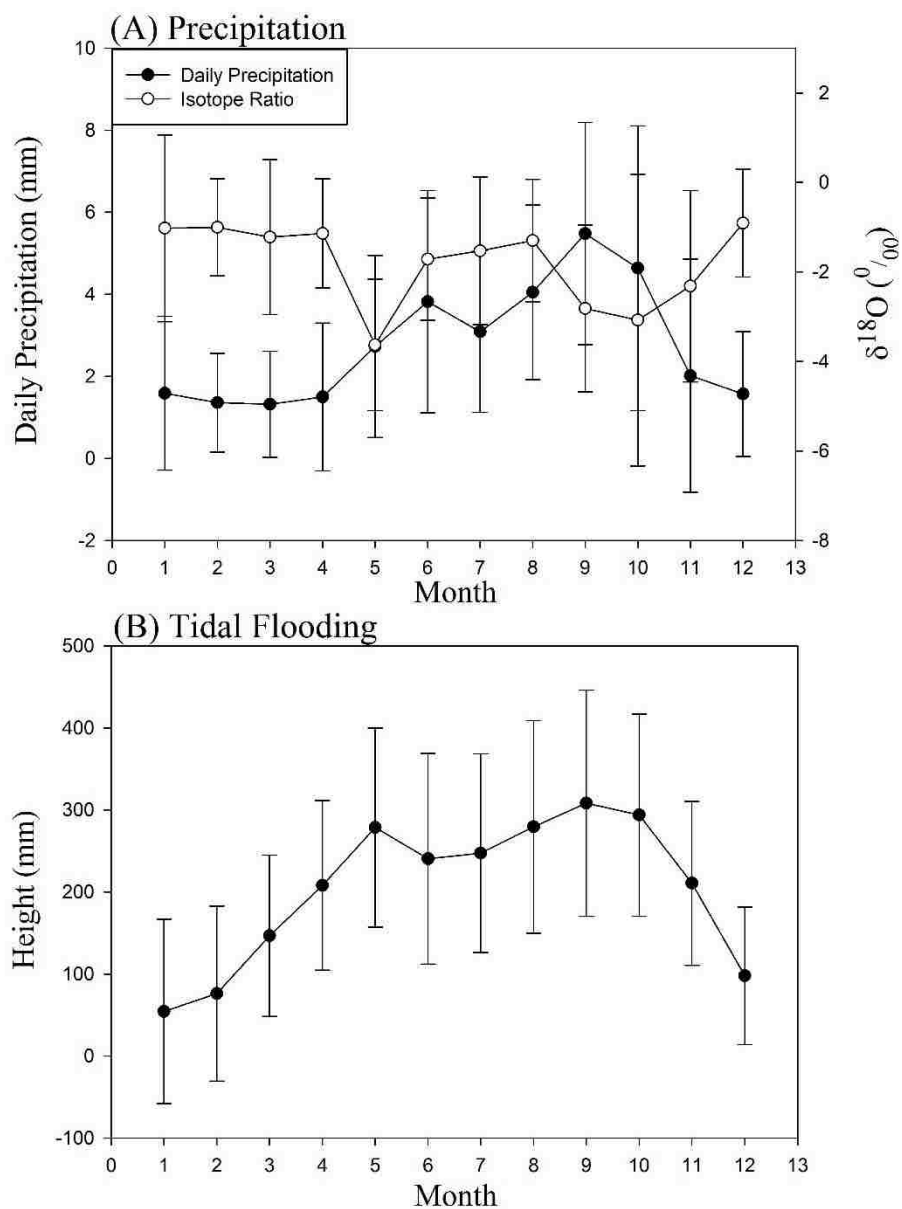 (A) Precipitation
Daily Precipitation
Isotope Ratio
10
8
6
4
2
0
-2
Daily Precipitation (mm)
2
0
-2
-4
-6
-8
δ18O (0/00)
0 1 2 3 4 5 6 7 8 9 10 11 12 13
Month
(B) Tidal Flooding
500
400
300
200
100
0
-100
Height (mm)
0 1 2 3 4 5 6 7 8 9 10 11 12 13
Month